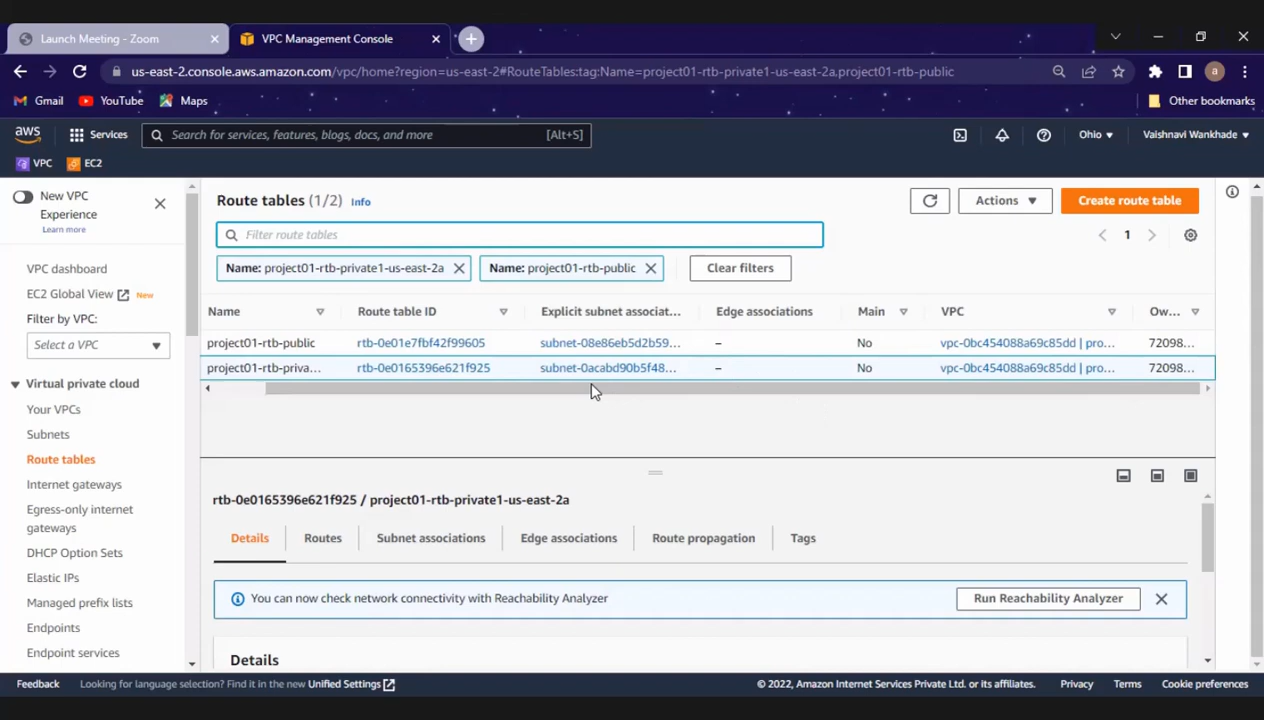 Launch Meeting - Zoom
VPC Management Console
us-east-2.console.aws.amazon.com/vpc/home?region=us-east-2#RouteTables:tag:Name=project01-rtb-private1-us-east-2a,project01-rtb-public
a
Gmail YouTube Maps Other bookmarks
aws Services Search for services, features, blogs, docs, and more [Alt+S] Ohio Vaishnavi Wankhade
VPC EC2
New VPC
Experience
Learn more
VPC dashboard
EC2 Global View New
Filter by VPC:
Select a VPC
Virtual private cloud
Your VPCs
Subnets
Route tables
Internet gateways
Egress-only internet
gateways
DHCP Option Sets
Elastic IPs
Managed prefix lists
Endpoints
Endpoint services
Route tables (1/2) Info
Actions
Create route table
Filter route tables
1
Name: project01-rtb-private1-us-east-2a Name: project01-rtb-public Clear filters
Name Route table ID Explicit subnet associat... Edge associations Main VPC Ow...
project01-rtb-public rtb-0e01e7fbf42f99605 subnet-08e86eb5d2b59... – No vpc-0bc454088a69c85dd | pro... 72098...
project01-rtb-priva... rtb-0e0165396e621f925 subnet-0acabd90b5f48... – No vpc-0bc454088a69c85dd | pro... 72098...
rtb-0e0165396e621f925 / project01-rtb-private1-us-east-2a
Details Routes Subnet associations Edge associations Route propagation Tags
You can now check network connectivity with Reachability Analyzer Run Reachability Analyzer
Details
Feedback Looking for language selection? Find it in the new Unified Settings © 2022, Amazon Internet Services Private Ltd. or its affiliates. Privacy Terms Cookie preferences